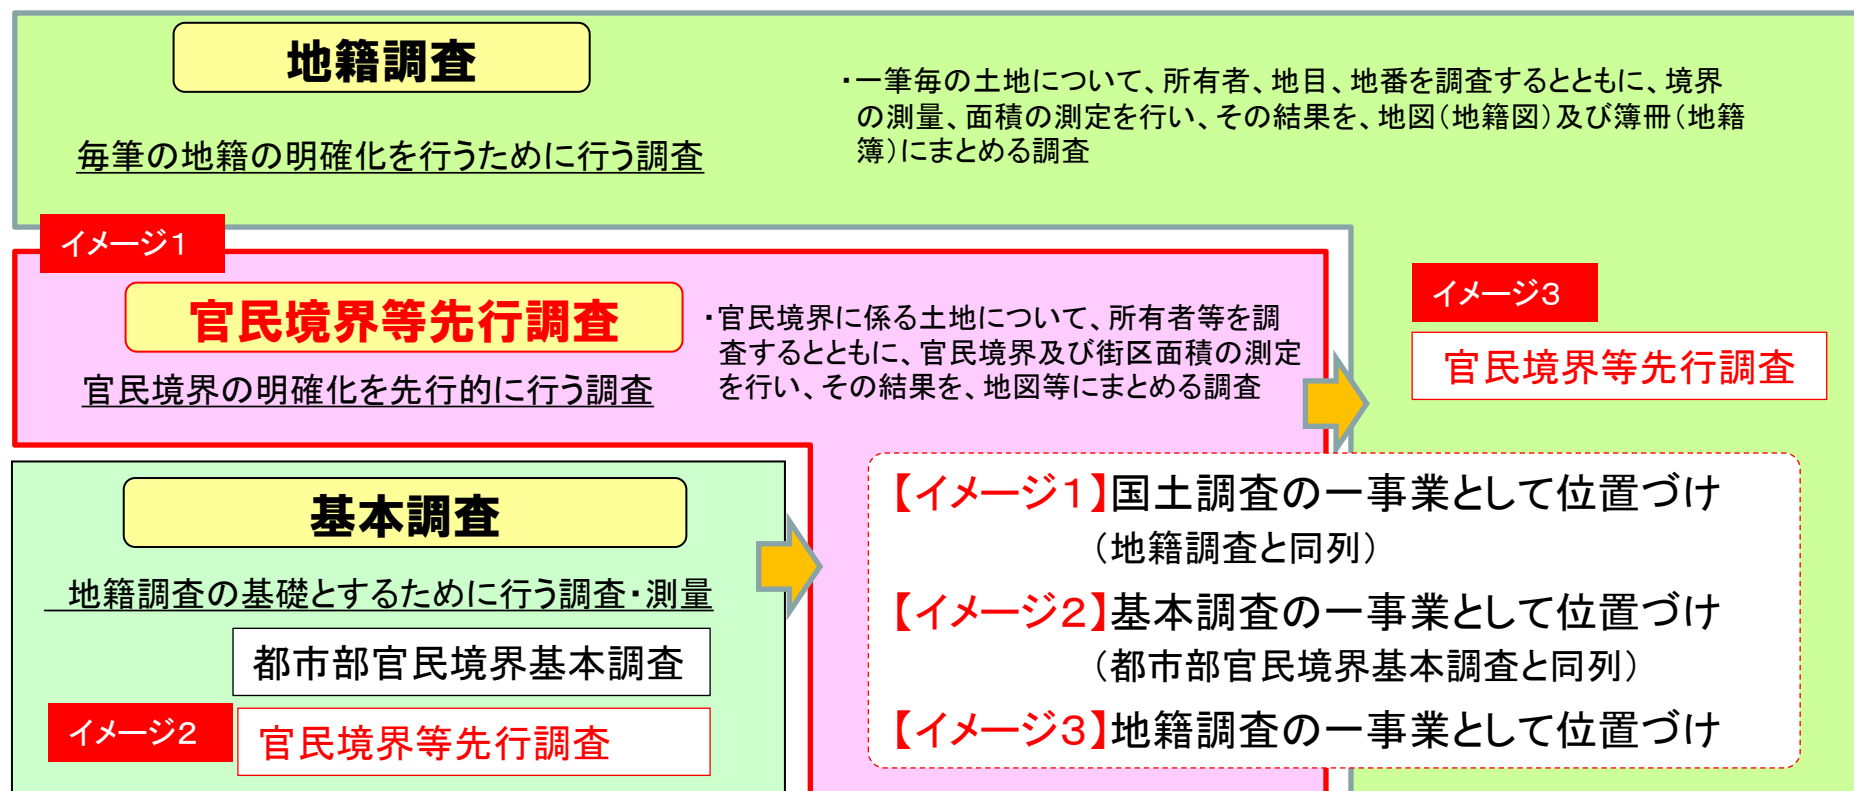 地籍調査
毎筆の地籍の明確化を行うために行う調査
・一筆毎の土地について、所有者、地目、地番を調査するとともに、境界
の測量、面積の測定を行い、その結果を、地図(地籍図)及び簿冊(地籍
簿)にまとめる調査
イメージ1
官民境界等先行調査
官民境界の明確化を先行的に行う調査
・官民境界に係る土地について、所有者等を調
査するとともに、官民境界及び街区面積の測定
を行い、その結果を、地図等にまとめる調査
イメージ3
官民境界等先行調査
基本調査
地籍調査の基礎とするために行う調査・測量
都市部官民境界基本調査
イメージ2
官民境界等先行調査
【イメージ1】国土調査の一事業として位置づけ
(地籍調査と同列)
【イメージ2】基本調査の一事業として位置づけ
(都市部官民境界基本調査と同列)
【イメージ3】地籍調査の一事業として位置づけ